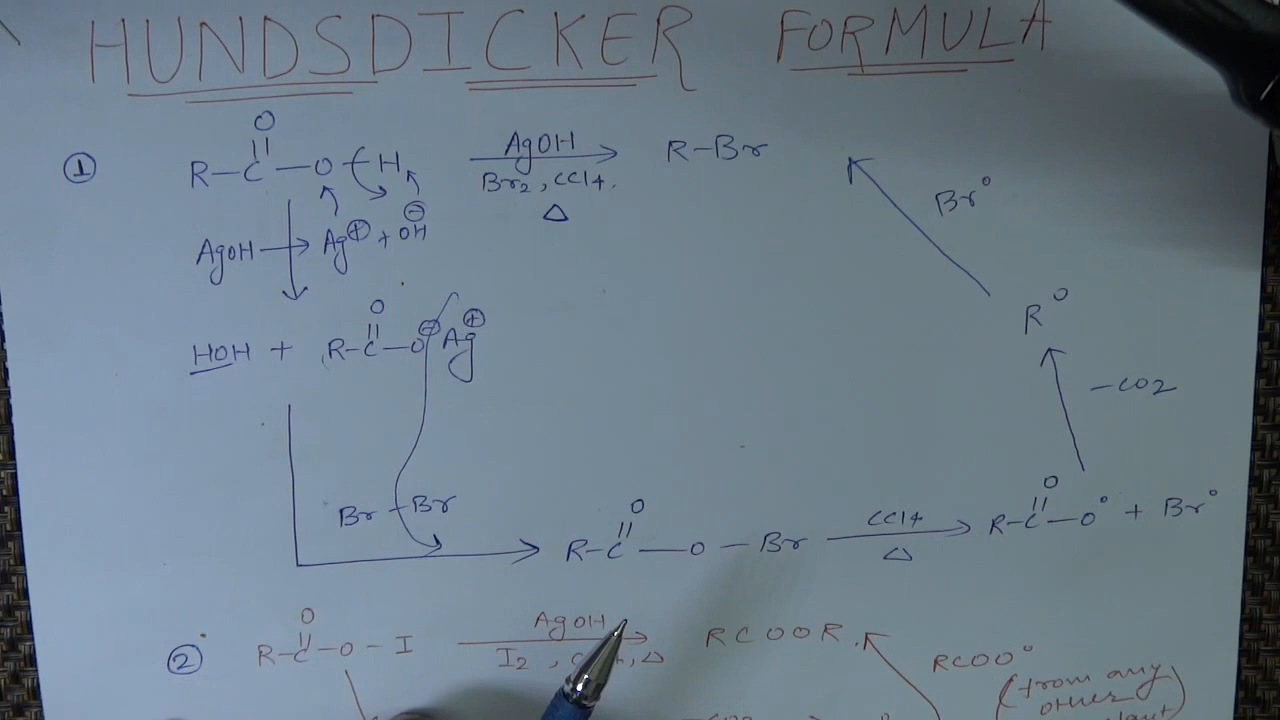 HUNDSDICKER FORMULA
① R-C(=O)-O-H AgOH Br2, CCl4, △ R-Br
AgOH → Ag⊕ + OH⊖
Br°
R°
HOH + R-C(=O)-O⊖ Ag⊕
-CO2
Br-Br
R-C(=O)-O-Br CCl4 △ R-C(=O)-O° + Br°
② R-C(=O)-O-I AgOH I2, △ RCOOR.
RCOO°
(from any
other
-CO2